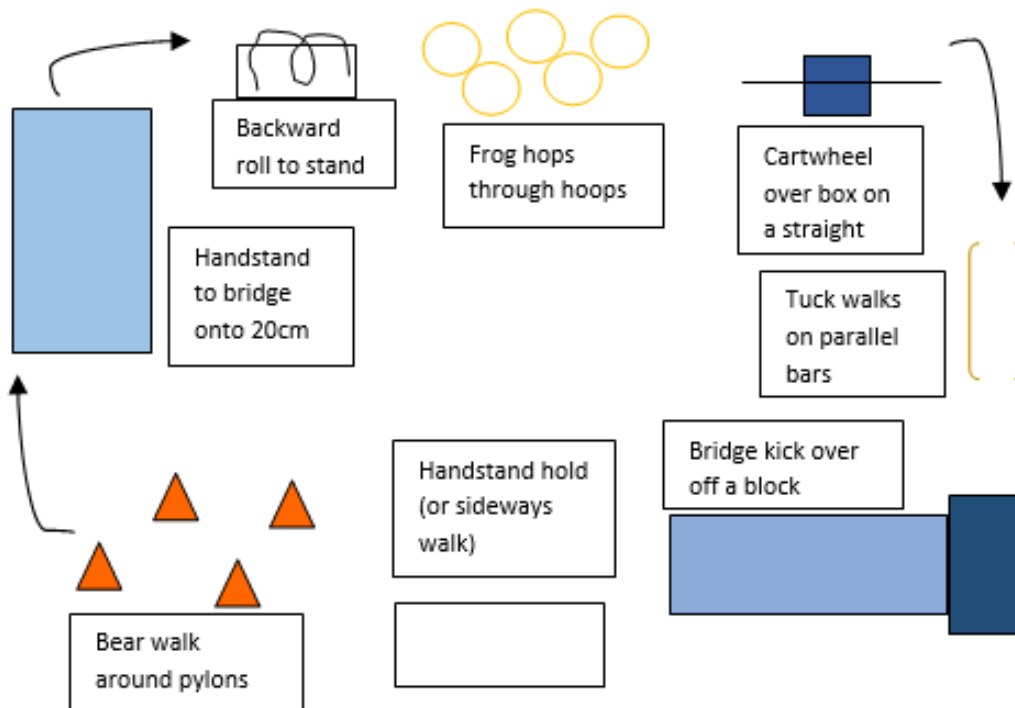 Backward
roll to stand
Frog hops
through hoops
Cartwheel
over box on
a straight
Handstand
to bridge
onto 20cm
Tuck walks
on parallel
bars
Handstand hold
(or sideways
walk)
Bridge kick over
off a block
Bear walk
around pylons